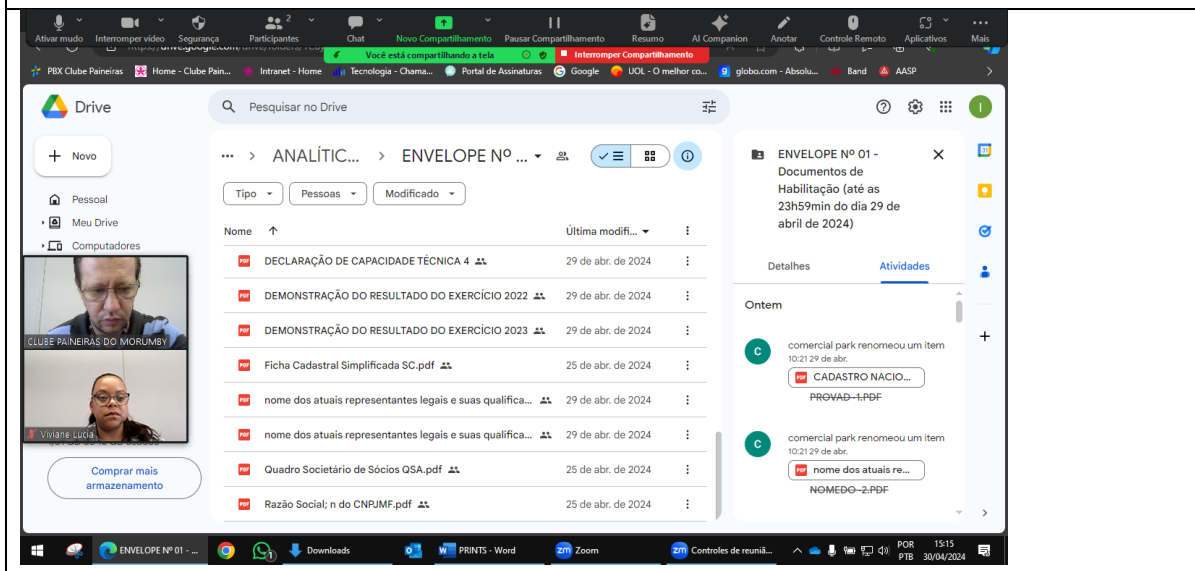 Ativar mudo
Interromper vídeo
Segurança
2
Participantes
Chat
Novo Compartilhamento
Pausar Compartilhamento
Resumo
AI Companion
Anotar
Controle Remoto
Aplicativos
Mais
Você está compartilhando a tela
Interromper Compartilhamento
PBX Clube Paineiras
Home - Clube Pain...
Intranet - Home
Tecnologia - Chama...
Portal de Assinaturas
Google
UOL - O melhor co...
globo.com - Absolu...
Band
AASP
Drive
Pesquisar no Drive
I
Novo
ANALÍTIC... > ENVELOPE Nº ...
Tipo
Pessoas
Modificado
Nome
Última modifi...
Pessoal
Meu Drive
Computadores
DECLARAÇÃO DE CAPACIDADE TÉCNICA 4 29 de abr. de 2024
DEMONSTRAÇÃO DO RESULTADO DO EXERCÍCIO 2022 29 de abr. de 2024
DEMONSTRAÇÃO DO RESULTADO DO EXERCÍCIO 2023 29 de abr. de 2024
Ficha Cadastral Simplificada SC.pdf 25 de abr. de 2024
nome dos atuais representantes legais e suas qualifica... 29 de abr. de 2024
nome dos atuais representantes legais e suas qualifica... 29 de abr. de 2024
Quadro Societário de Sócios QSA.pdf 25 de abr. de 2024
Razão Social; n do CNPJMF.pdf 25 de abr. de 2024
CLUBE PAINEIRAS DO MORUMBY
Viviane Lucia
Comprar mais
armazenamento
ENVELOPE Nº 01 -
Documentos de
Habilitação (até as
23h59min do dia 29 de
abril de 2024)
Detalhes
Atividades
Ontem
C
comercial park renomeou um item
10:21 29 de abr.
CADASTRO NACIO...
PROVAD -1.PDF
C
comercial park renomeou um item
10:21 29 de abr.
nome dos atuais re...
NOMEDO -2.PDF
31
ENVELOPE Nº 01 - ...
Downloads
PRINTS - Word
Zoom
Controles de reuniã...
POR
PTB
15:15
30/04/2024